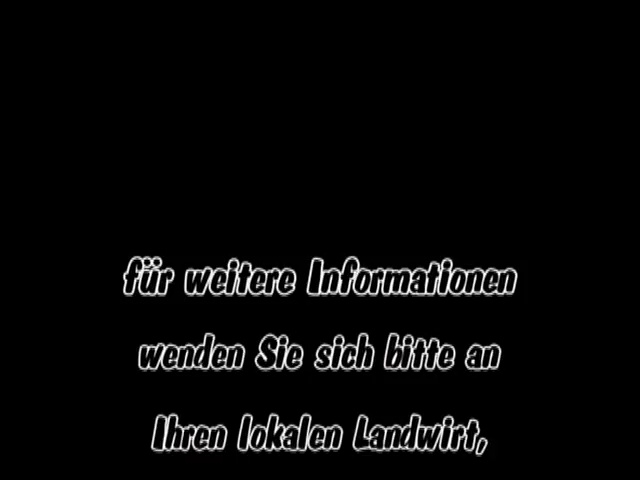 für weitere Informationen
wenden Sie sich bitte an
Ihren lokalen Landwirt,